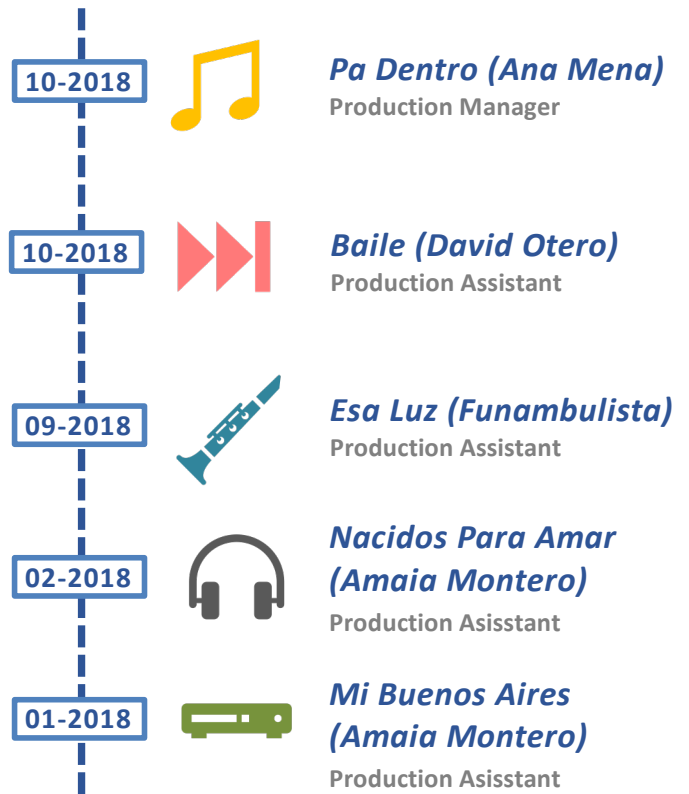 10-2018
Pa Dentro (Ana Mena)
Production Manager
10-2018
Baile (David Otero)
Production Assistant
09-2018
Esa Luz (Funambulista)
Production Assistant
02-2018
Nacidos Para Amar
(Amaia Montero)
Production Asisstant
01-2018
Mi Buenos Aires
(Amaia Montero)
Production Asisstant